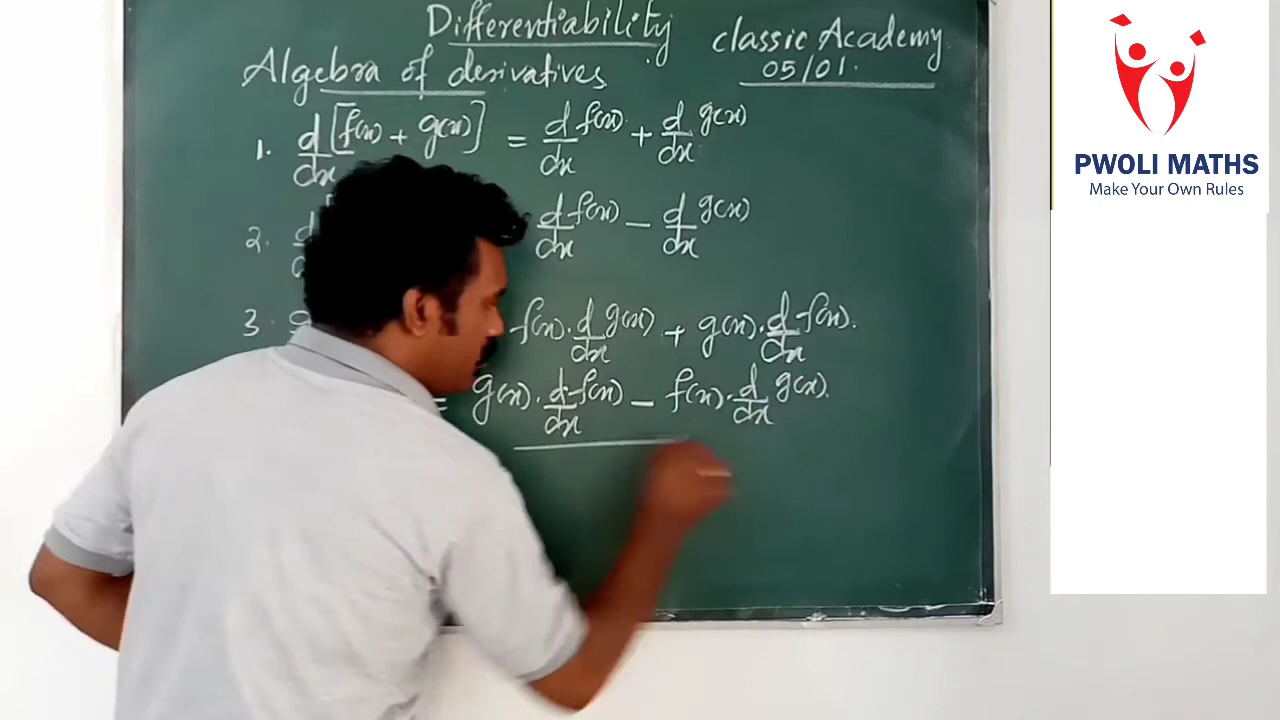 Differentiability
classic Academy
05/01.
Algebra of derivatives
1. d/dx [f(x) + g(x)] = d/dx f(x) + d/dx g(x)
2. d/dx f(x) - d/dx g(x)
3. f(x). d/dx g(x) + g(x). d/dx f(x).
= g(x). d/dx f(x) - f(x). d/dx g(x).
PWOLI MATHS
Make Your Own Rules